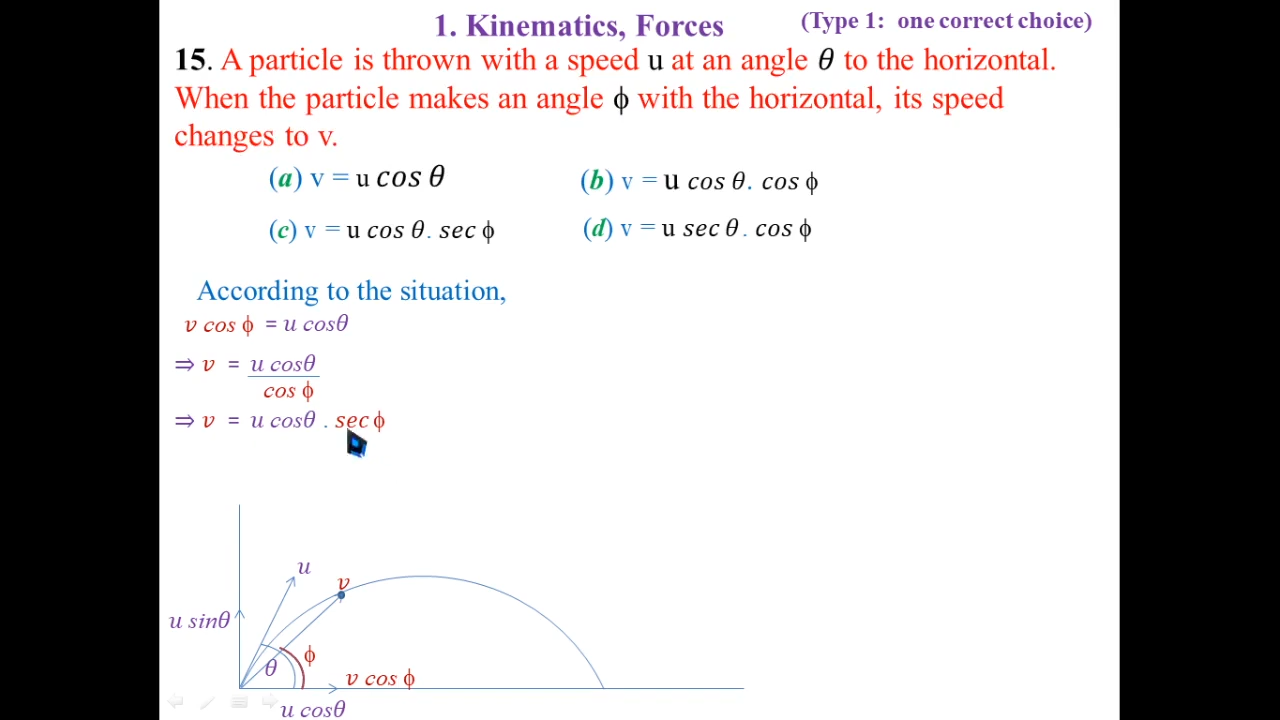 1. Kinematics, Forces
(Type 1: one correct choice)
15. A particle is thrown with a speed u at an angle θ to the horizontal.
When the particle makes an angle ϕ with the horizontal, its speed
changes to v.
(a) v = u cos θ
(b) v = u cos θ. cos ϕ
(c) v = u cos θ. sec ϕ
(d) v = u sec θ. cos ϕ
According to the situation,
v cos ϕ = u cosθ
⇒ v = u cosθ
cos ϕ
⇒ v = u cosθ . sec ϕ
u
v
u sinθ
ϕ
θ
v cos ϕ
u cosθ